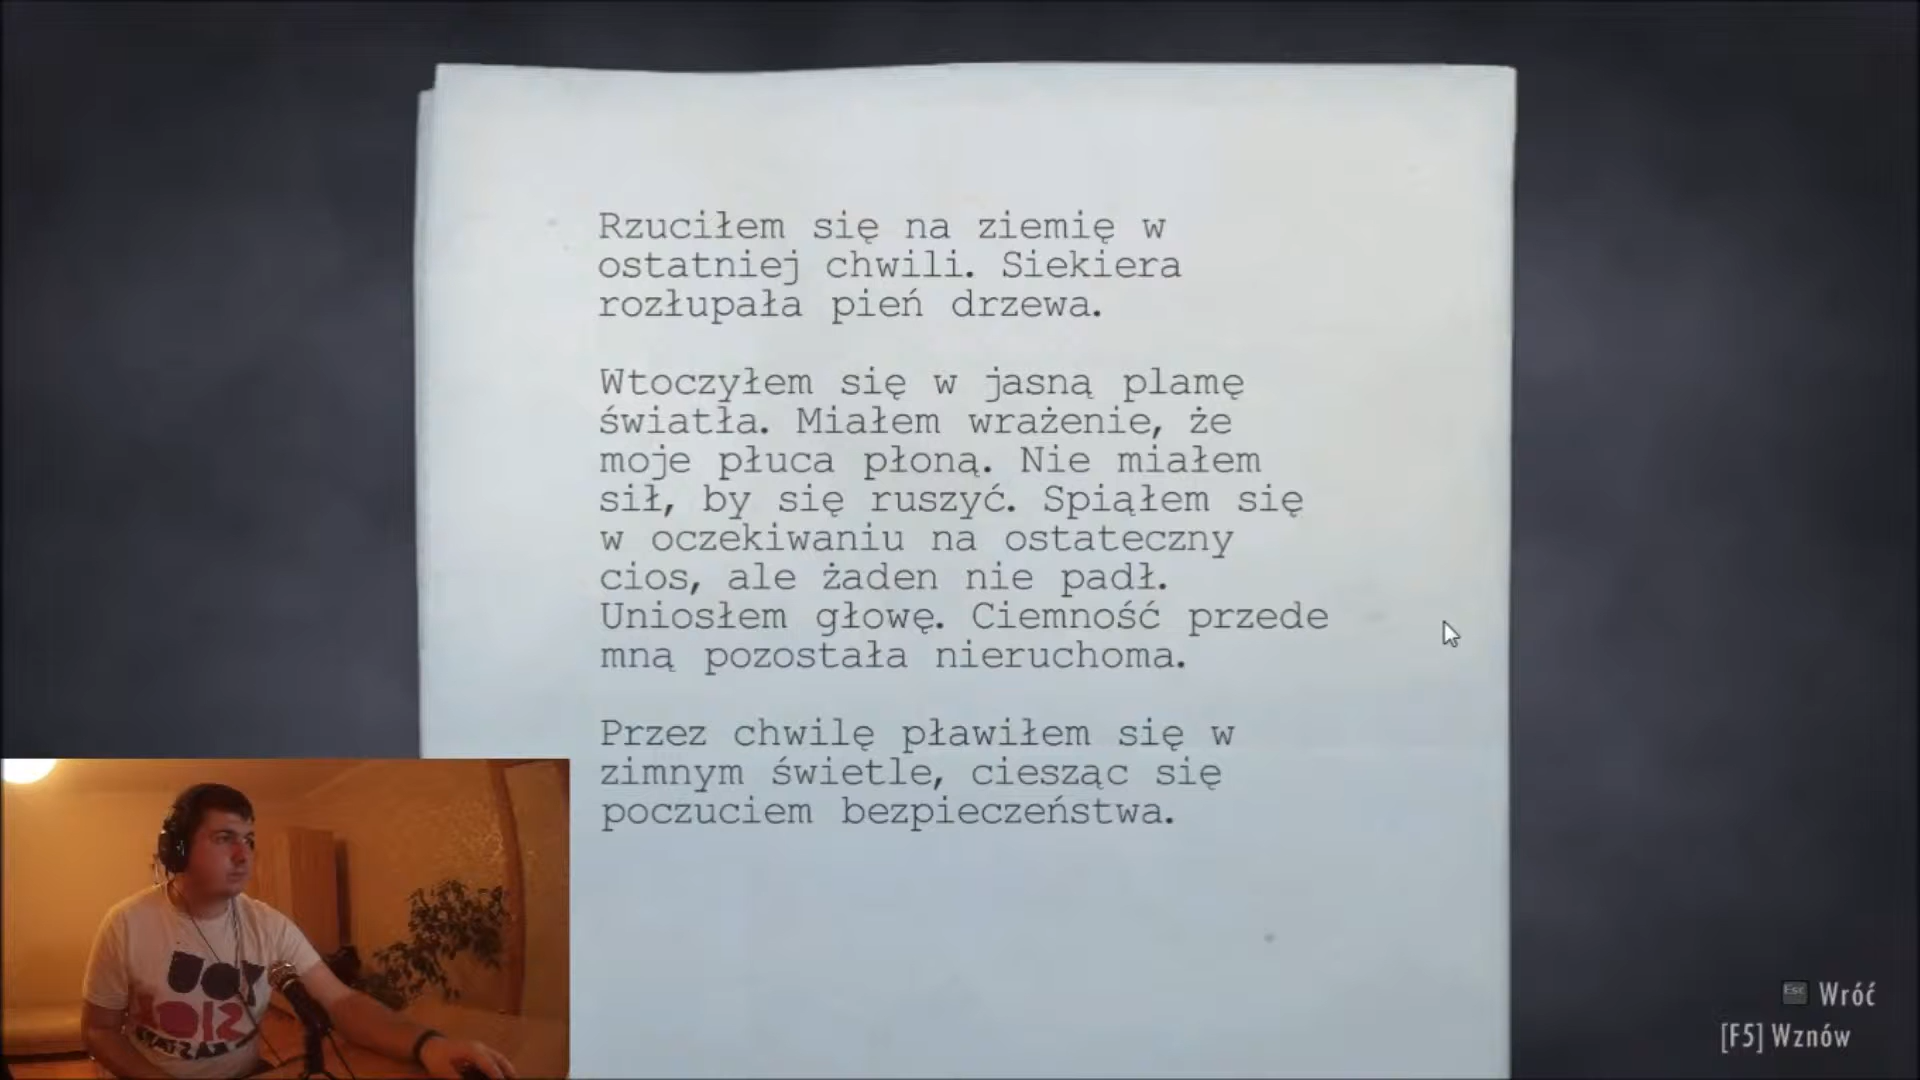 Rzuciłem się na ziemię w
ostatniej chwili. Siekiera
rozłupała pień drzewa.
Wtoczyłem się w jasną plamę
światła. Miałem wrażenie, że
moje płuca płoną. Nie miałem
sił, by się ruszyć. Spiąłem się
w oczekiwaniu na ostateczny
cios, ale żaden nie padł.
Uniosłem głowę. Ciemność przede
mną pozostała nieruchoma.
Przez chwilę pławiłem się w
zimnym świetle, ciesząc się
poczuciem bezpieczeństwa.
Esc Wróć
[F5] Wznów